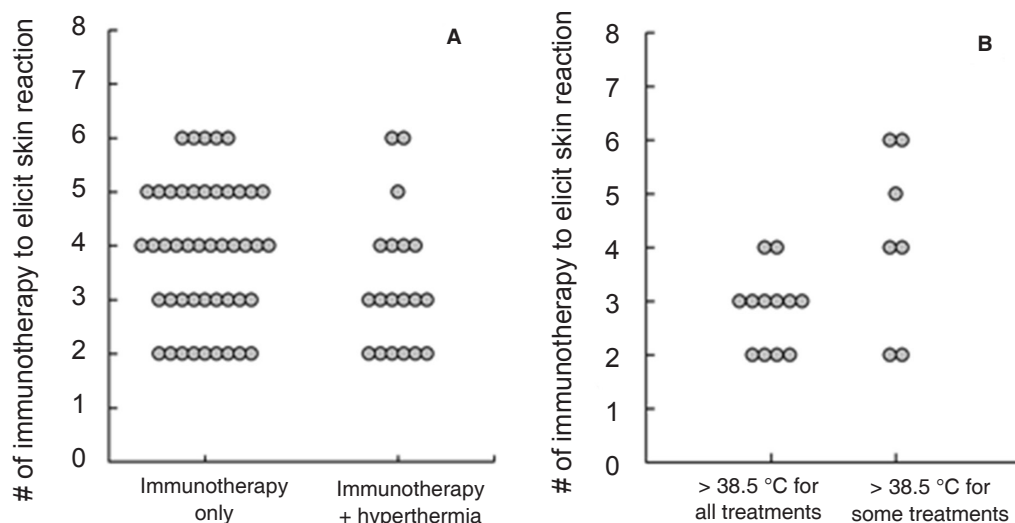 # of immunotherapy to elicit skin reaction
8
7
6
5
4
3
2
1
0
A
Immunotherapy
only
Immunotherapy
+ hyperthermia
# of immunotherapy to elicit skin reaction
8
7
6
5
4
3
2
1
0
B
> 38.5 °C for
all treatments
> 38.5 °C for
some treatments